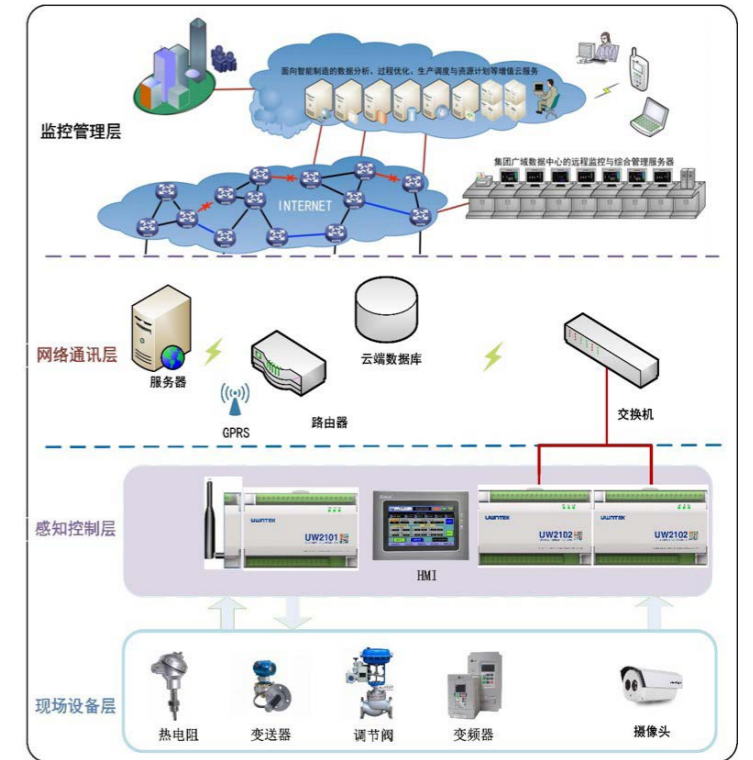 面向智能制造的数据分析、过程优化、生产调度与资源计划等增值云服务
监控管理层
集团广域数据中心的远程监控与综合管理服务器
INTERNET
网络通讯层
服务器
云端数据库
GPRS
路由器
交换机
感知控制层
UWNTEK
UW2101
HMI
UWNTEK
UW2102
UWNTEK
UW2102
现场设备层
热电阻
变送器
调节阀
变频器
摄像头